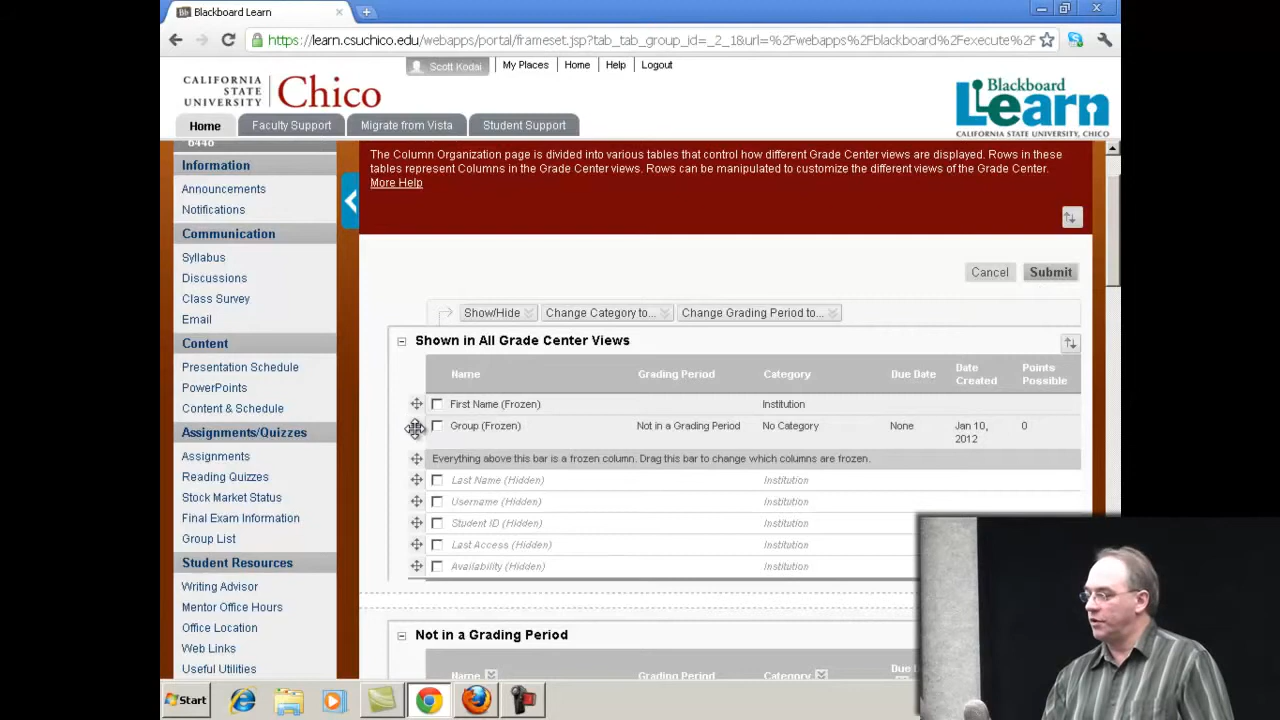 Blackboard Learn
https://learn.csuchico.edu/webapps/portal/frameset.jsp?tab_tab_group_id=_2_1&url=%2Fwebapps%2Fblackboard%2Fexecute%2F
Scott Kodai
My Places
Home
Help
Logout
CALIFORNIA
STATE
UNIVERSITY
Chico
Blackboard
Learn
CALIFORNIA STATE UNIVERSITY, CHICO
Home
Faculty Support
Migrate from Vista
Student Support
6448
Information
Announcements
Notifications
Communication
Syllabus
Discussions
Class Survey
Email
Content
Presentation Schedule
PowerPoints
Content & Schedule
Assignments/Quizzes
Assignments
Reading Quizzes
Stock Market Status
Final Exam Information
Group List
Student Resources
Writing Advisor
Mentor Office Hours
Office Location
Web Links
Useful Utilities
The Column Organization page is divided into various tables that control how different Grade Center views are displayed. Rows in these
tables represent Columns in the Grade Center views. Rows can be manipulated to customize the different views of the Grade Center.
More Help
Cancel
Submit
Show/Hide
Change Category to...
Change Grading Period to...
Shown in All Grade Center Views
Name
Grading Period
Category
Due Date
Date
Created
Points
Possible
First Name (Frozen)
Institution
Group (Frozen)
Not in a Grading Period
No Category
None
Jan 10,
2012
0
Everything above this bar is a frozen column. Drag this bar to change which columns are frozen.
Last Name (Hidden)
Institution
Username (Hidden)
Institution
Student ID (Hidden)
Institution
Last Access (Hidden)
Institution
Availability (Hidden)
Institution
Not in a Grading Period
Name
Grading Period
Category
Due
Start